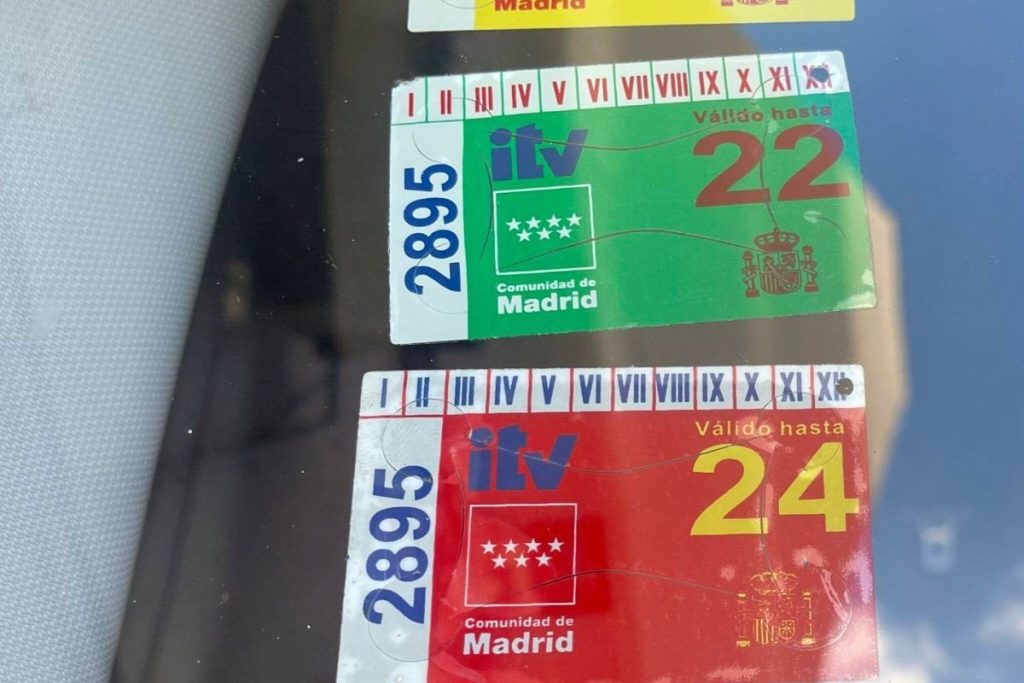 Madrid
I II III IV V VI VII VIII IX X XI XII
Válido hasta
22
itv
2895
Comunidad de
Madrid
I II III IV V VI VII VIII IX X XI XII
Válido hasta
24
itv
2895
Comunidad de
Madrid